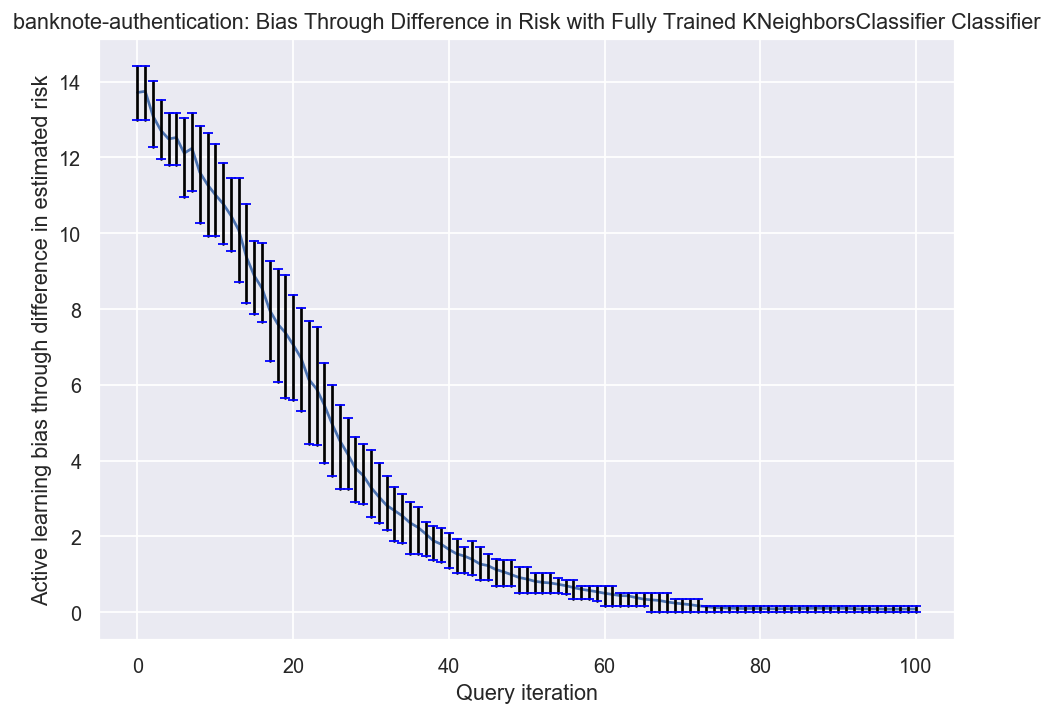 banknote-authentication: Bias Through Difference in Risk with Fully Trained KNeighborsClassifier Classifier
Active learning bias through difference in estimated risk
14
12
10
8
6
4
2
0
0 20 40 60 80 100
Query iteration